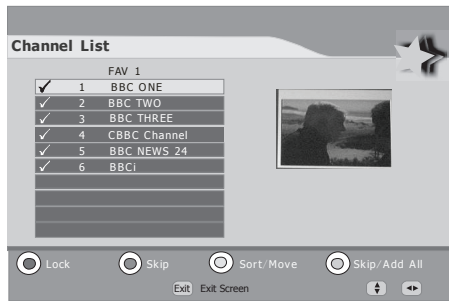 Channel List
FAV 1
1 BBC ONE
2 BBC TWO
3 BBC THREE
4 CBBC Channel
5 BBC NEWS 24
6 BBCi
Lock Skip Sort/Move Skip/Add All
Exit Exit Screen